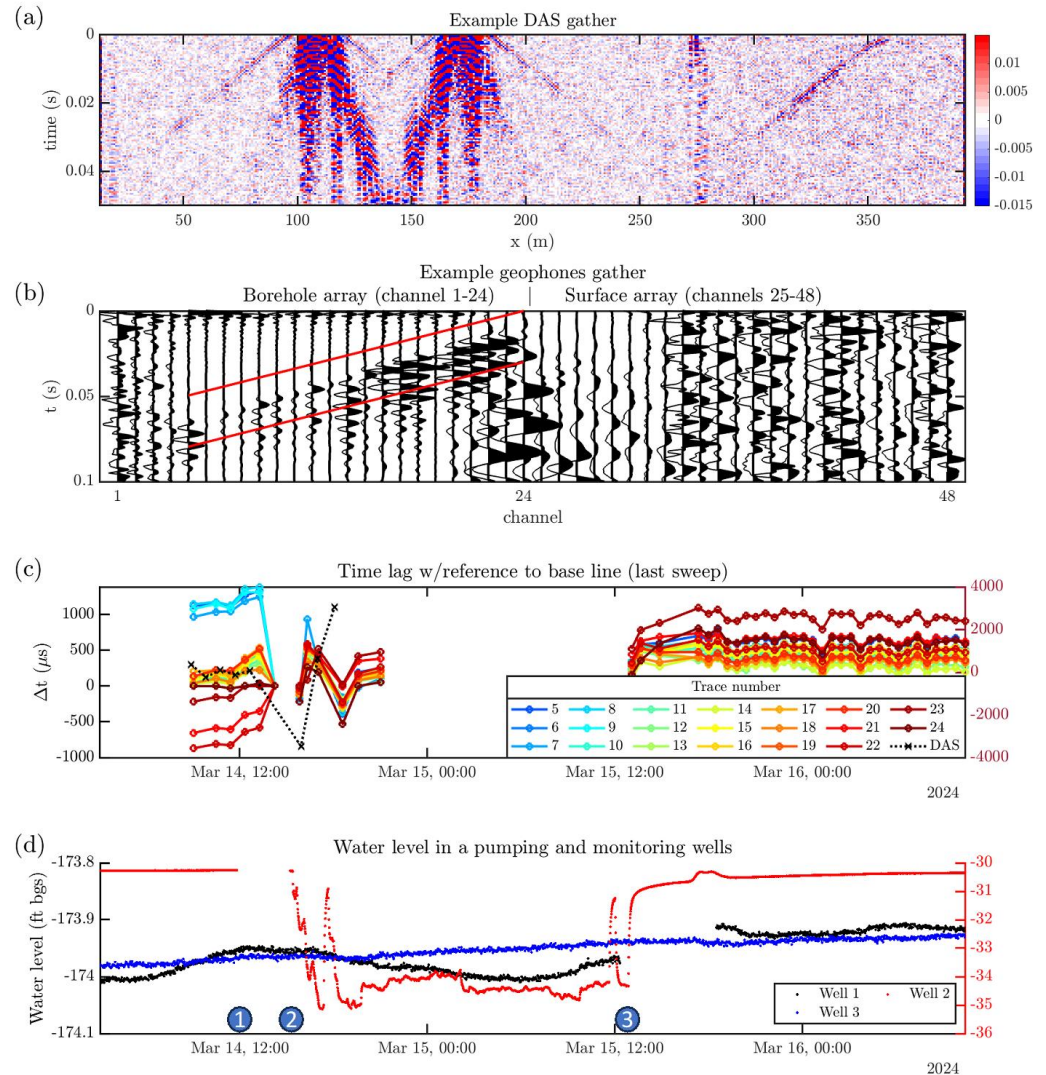 (a)
Example DAS gather
0
0.02
0.04
time (s)
50
100
150
200
250
300
350
x (m)
0.01
0.005
0
-0.005
-0.01
-0.015
Example geophones gather
(b)
Borehole array (channel 1-24) | Surface array (channels 25-48)
0
0.05
0.1
t (s)
1
24
48
channel
(c)
Time lag w/reference to base line (last sweep)
1000
500
0
-500
-1000
Δt (μs)
4000
2000
0
-2000
-4000
Trace number
5 8 11 14 17 20 23
6 9 12 15 18 21 24
7 10 13 16 19 22 DAS
Mar 14, 12:00
Mar 15, 00:00
Mar 15, 12:00
Mar 16, 00:00
2024
(d)
Water level in a pumping and monitoring wells
-173.8
-173.9
-174
-174.1
Water level (ft bgs)
-30
-31
-32
-33
-34
-35
-36
Well 1 Well 2
Well 3
1
2
3
Mar 14, 12:00
Mar 15, 00:00
Mar 15, 12:00
Mar 16, 00:00
2024